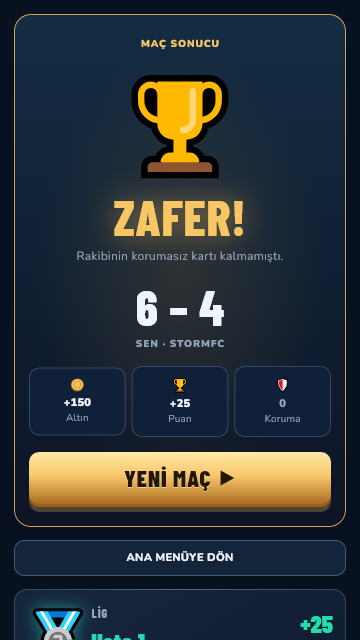 MAÇ SONUCU
ZAFER!
Rakibinin korumasız kartı kalmamıştı.
6 – 4
SEN · STORMFC
+150
Altın
+25
Puan
0
Koruma
YENİ MAÇ ▶
ANA MENÜYE DÖN
LİG
+25